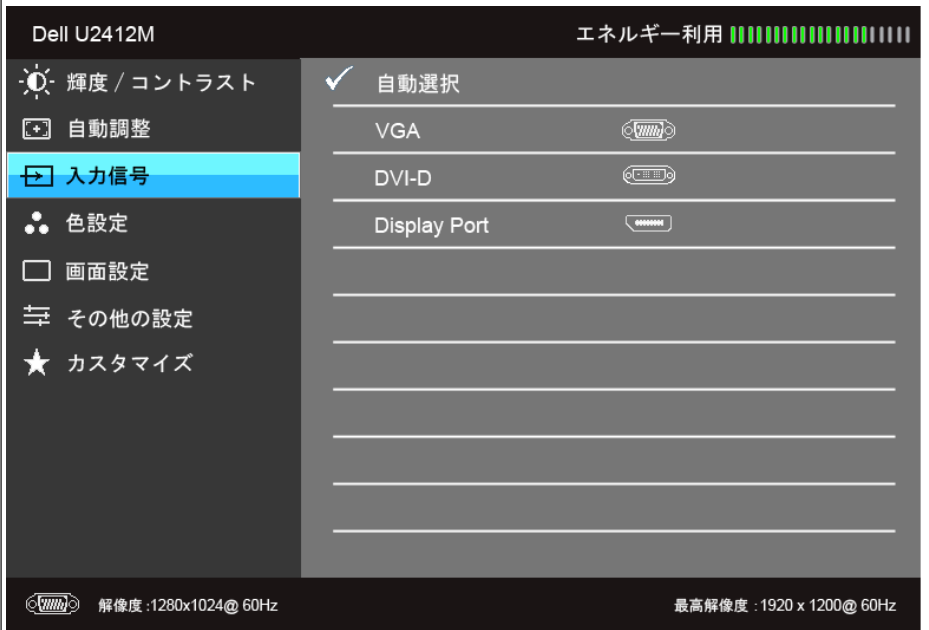 Dell U2412M
エネルギー利用
輝度 / コントラスト
自動調整
入力信号
色設定
画面設定
その他の設定
カスタマイズ
自動選択
VGA
DVI-D
Display Port
解像度 :1280x1024@ 60Hz
最高解像度 : 1920 x 1200@ 60Hz